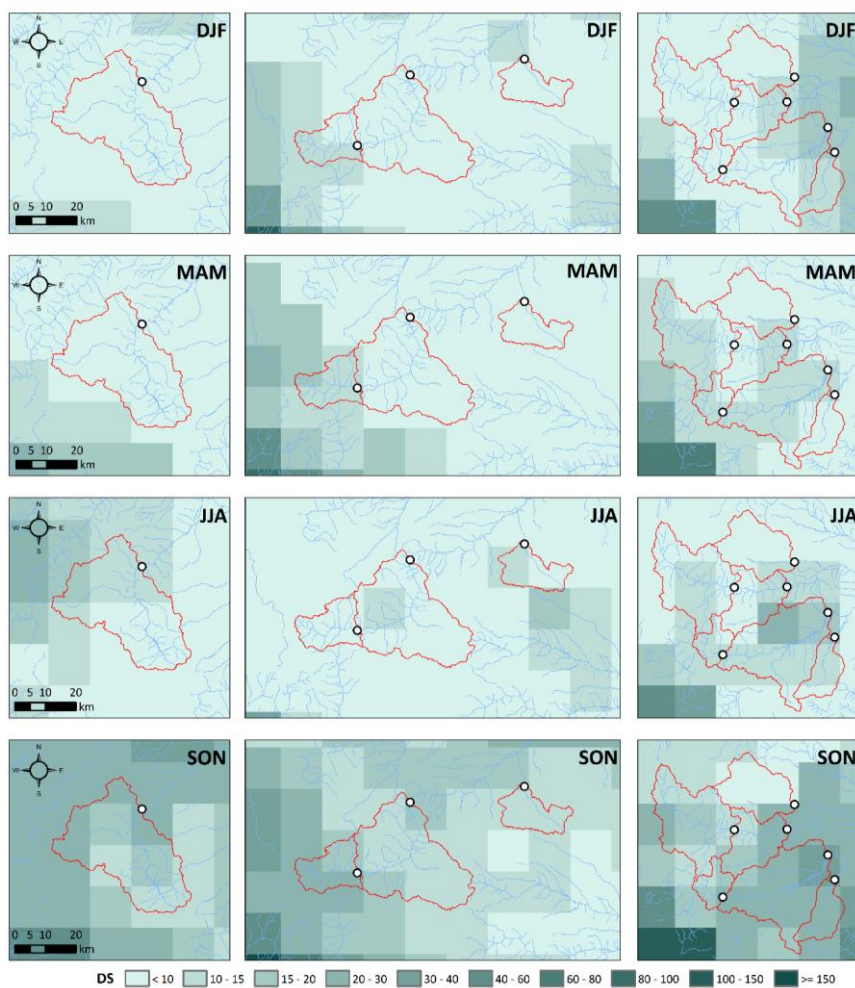 DJF DJF DJF
N
W L
S
0 5 10 20
km
MAM MAM MAM
N
W E
S
0 5 10 20
km
JJA JJA JJA
N
W E
S
0 5 10 20
km
SON SON SON
N
W E
S
0 5 10 20
km
DS < 10 10 - 15 15 - 20 20 - 30 30 - 40 40 - 60 60 - 80 80 - 100 100 - 150 >= 150